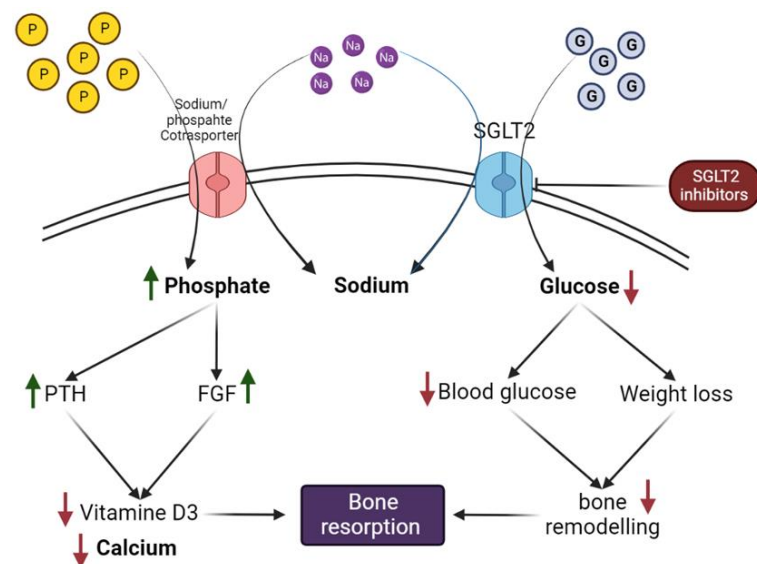 P
P
P
P
P
P
Na
Na
Na
Na
Na
G
G
G
G
G
Sodium/
phospahte
Cotrasporter
SGLT2
SGLT2
inhibitors
Phosphate
Sodium
Glucose
PTH
FGF
Blood glucose
Weight loss
Vitamine D3
Calcium
Bone
resorption
bone
remodelling